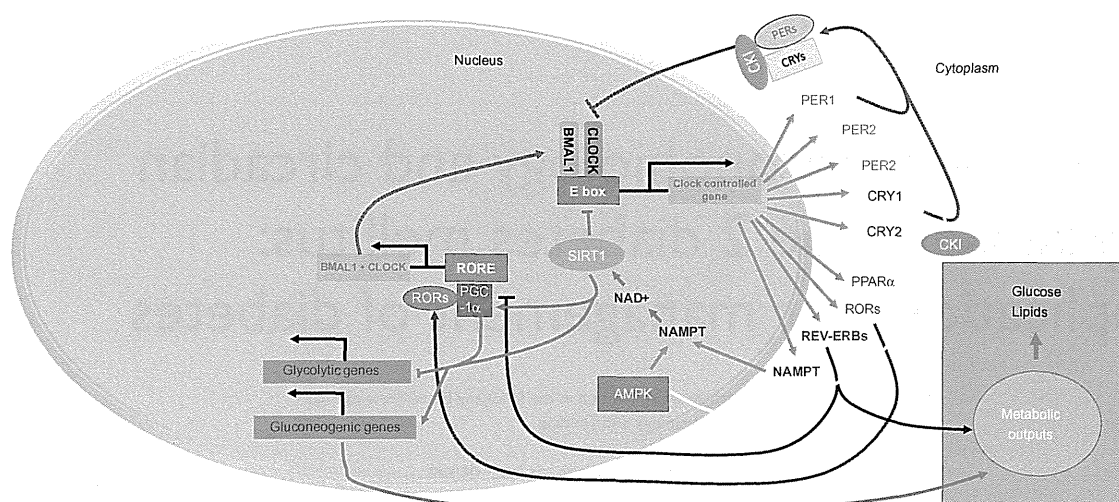 PERs
CKI
CRYs
Nucleus
Cytoplasm
PER1
BMAL1
CLOCK
PER2
PER2
E box
Clock controlled
gene
CRY1
CRY2
CKI
SIRT1
BMAL1 • CLOCK
RORE
RORs
PGC
-1α
NAD+
PPARα
RORs
Glucose
Lipids
NAMPT
REV-ERBs
NAMPT
Glycolytic genes
AMPK
Gluconeogenic genes
Metabolic
outputs